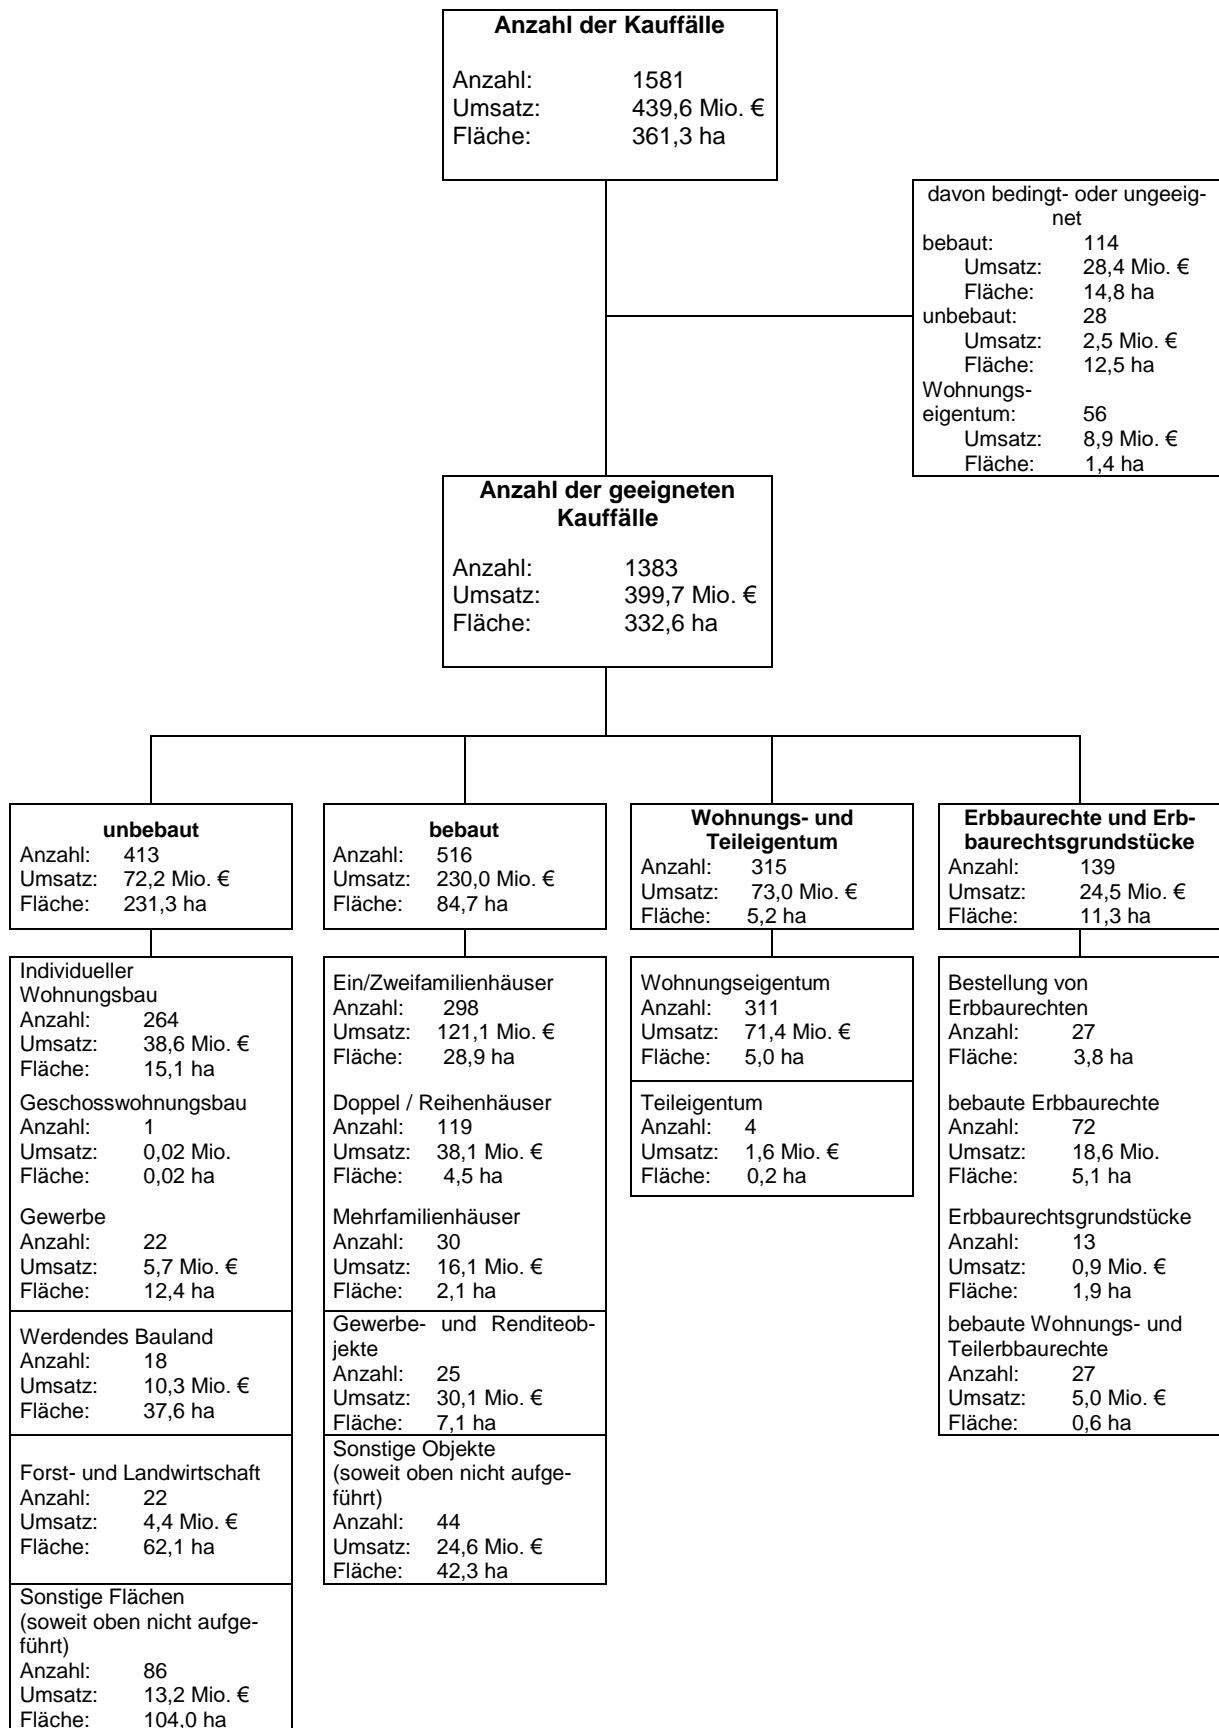 Anzahl der Kauffälle
Anzahl: 1581
Umsatz: 439,6 Mio. €
Fläche: 361,3 ha
davon bedingt- oder ungeeig-
net
bebaut: 114
Umsatz: 28,4 Mio. €
Fläche: 14,8 ha
unbebaut: 28
Umsatz: 2,5 Mio. €
Fläche: 12,5 ha
Wohnungs-
eigentum: 56
Umsatz: 8,9 Mio. €
Fläche: 1,4 ha
Anzahl der geeigneten
Kauffälle
Anzahl: 1383
Umsatz: 399,7 Mio. €
Fläche: 332,6 ha
unbebaut
Anzahl: 413
Umsatz: 72,2 Mio. €
Fläche: 231,3 ha
Individueller
Wohnungsbau
Anzahl: 264
Umsatz: 38,6 Mio. €
Fläche: 15,1 ha
Geschosswohnungsbau
Anzahl: 1
Umsatz: 0,02 Mio.
Fläche: 0,02 ha
Gewerbe
Anzahl: 22
Umsatz: 5,7 Mio. €
Fläche: 12,4 ha
Werdendes Bauland
Anzahl: 18
Umsatz: 10,3 Mio. €
Fläche: 37,6 ha
Forst- und Landwirtschaft
Anzahl: 22
Umsatz: 4,4 Mio. €
Fläche: 62,1 ha
Sonstige Flächen
(soweit oben nicht aufge-
führt)
Anzahl: 86
Umsatz: 13,2 Mio. €
Fläche: 104,0 ha
bebaut
Anzahl: 516
Umsatz: 230,0 Mio. €
Fläche: 84,7 ha
Ein/Zweifamilienhäuser
Anzahl: 298
Umsatz: 121,1 Mio. €
Fläche: 28,9 ha
Doppel / Reihenhäuser
Anzahl: 119
Umsatz: 38,1 Mio. €
Fläche: 4,5 ha
Mehrfamilienhäuser
Anzahl: 30
Umsatz: 16,1 Mio. €
Fläche: 2,1 ha
Gewerbe- und Renditeob-
jekte
Anzahl: 25
Umsatz: 30,1 Mio. €
Fläche: 7,1 ha
Sonstige Objekte
(soweit oben nicht aufge-
führt)
Anzahl: 44
Umsatz: 24,6 Mio. €
Fläche: 42,3 ha
Wohnungs- und
Teileigentum
Anzahl: 315
Umsatz: 73,0 Mio. €
Fläche: 5,2 ha
Wohnungseigentum
Anzahl: 311
Umsatz: 71,4 Mio. €
Fläche: 5,0 ha
Teileigentum
Anzahl: 4
Umsatz: 1,6 Mio. €
Fläche: 0,2 ha
Erbbaurechte und Erb-
baurechtsgrundstücke
Anzahl: 139
Umsatz: 24,5 Mio. €
Fläche: 11,3 ha
Bestellung von
Erbbaurechten
Anzahl: 27
Fläche: 3,8 ha
bebaute Erbbaurechte
Anzahl: 72
Umsatz: 18,6 Mio.
Fläche: 5,1 ha
Erbbaurechtsgrundstücke
Anzahl: 13
Umsatz: 0,9 Mio. €
Fläche: 1,9 ha
bebaute Wohnungs- und
Teilerbbaurechte
Anzahl: 27
Umsatz: 5,0 Mio. €
Fläche: 0,6 ha